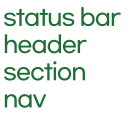 status bar
header
section
nav